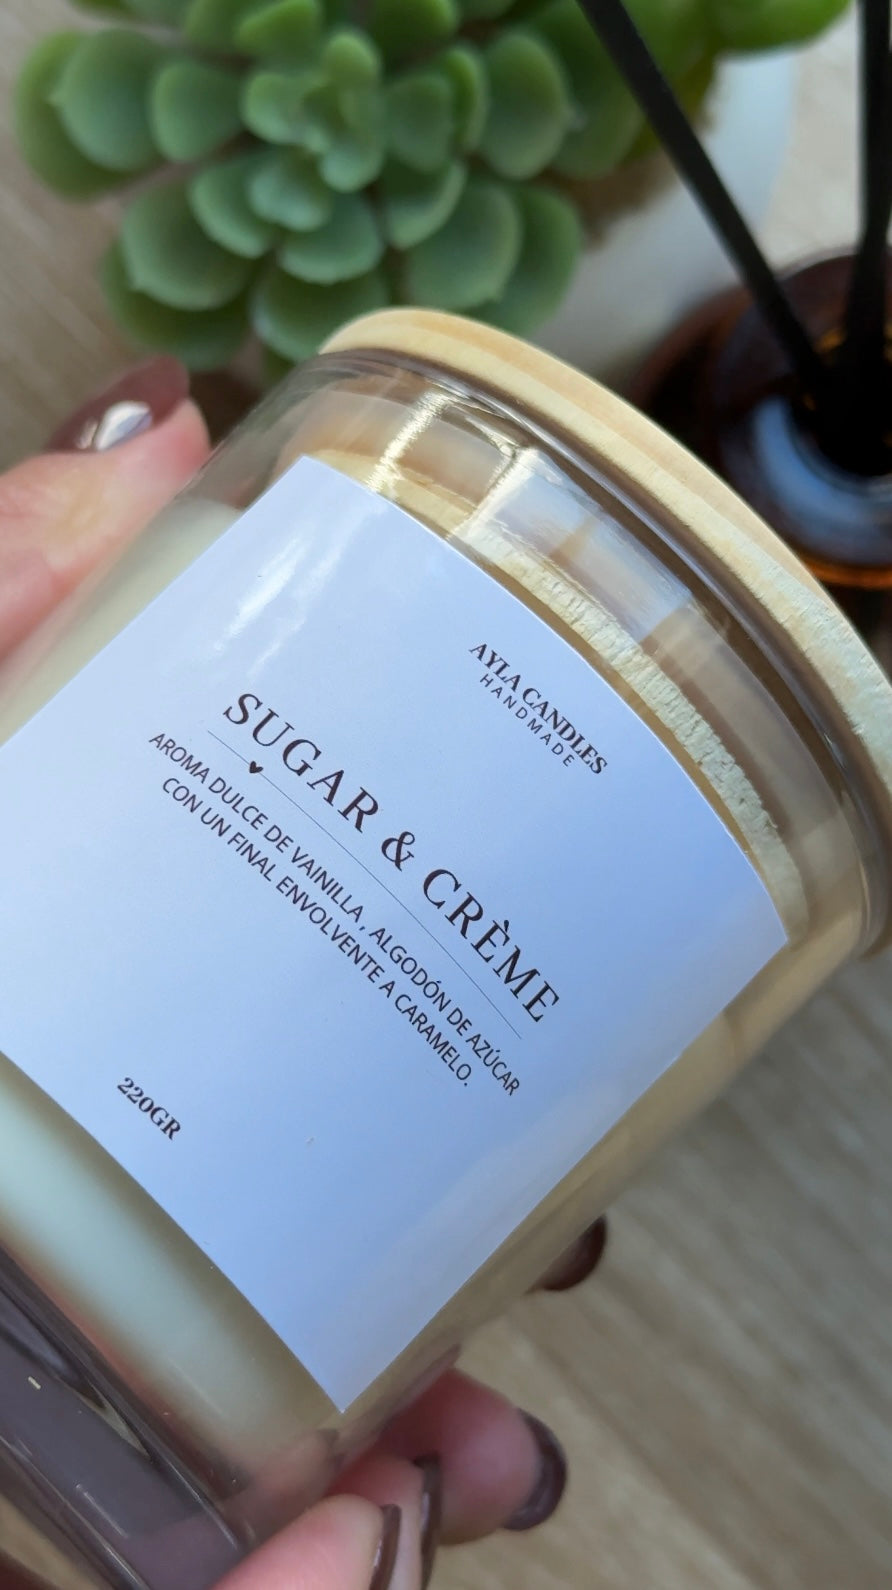 AYLA CANDLES
HANDMADE
SUGAR & CRÈME
AROMA DULCE DE VAINILLA , ALGODÓN DE AZÚCAR
CON UN FINAL ENVOLVENTE A CARAMELO.
220GR